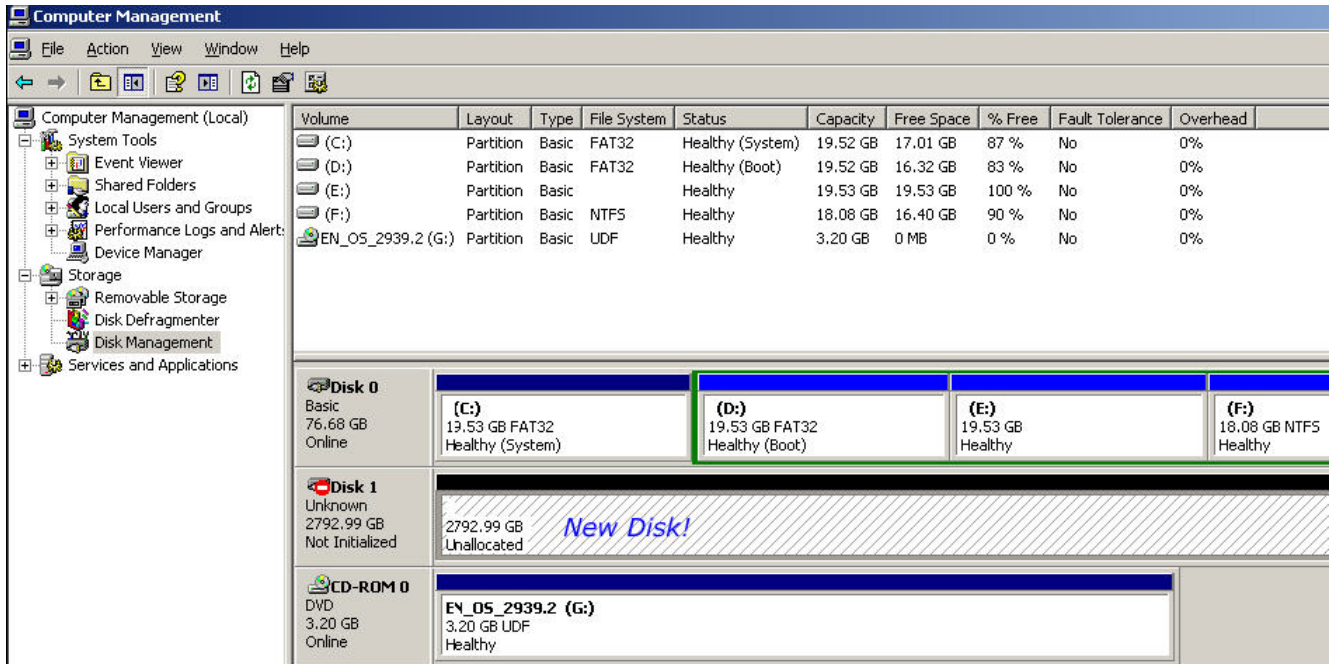 Computer Management
File Action View Window Help
Computer Management (Local)
System Tools
Event Viewer
Shared Folders
Local Users and Groups
Performance Logs and Alert:
Device Manager
Storage
Removable Storage
Disk Defragmenter
Disk Management
Services and Applications
Volume Layout Type File System Status Capacity Free Space % Free Fault Tolerance Overhead
(C:) Partition Basic FAT32 Healthy (System) 19.52 GB 17.01 GB 87 % No 0%
(D:) Partition Basic FAT32 Healthy (Boot) 19.52 GB 16.32 GB 83 % No 0%
(E:) Partition Basic Healthy 19.53 GB 19.53 GB 100 % No 0%
(F:) Partition Basic NTFS Healthy 18.08 GB 16.40 GB 90 % No 0%
EN_OS_2939.2 (G:) Partition Basic UDF Healthy 3.20 GB 0 MB 0 % No 0%
Disk 0
Basic
76.68 GB
Online
(C:)
19.53 GB FAT32
Healthy (System)
(D:)
19.53 GB FAT32
Healthy (Boot)
(E:)
19.53 GB
Healthy
(F:)
18.08 GB NTFS
Healthy
Disk 1
Unknown
2792.99 GB
Not Initialized
2792.99 GB
Unallocated
New Disk!
CD-ROM 0
DVD
3.20 GB
Online
EN_OS_2939.2 (G:)
3.20 GB UDF
Healthy